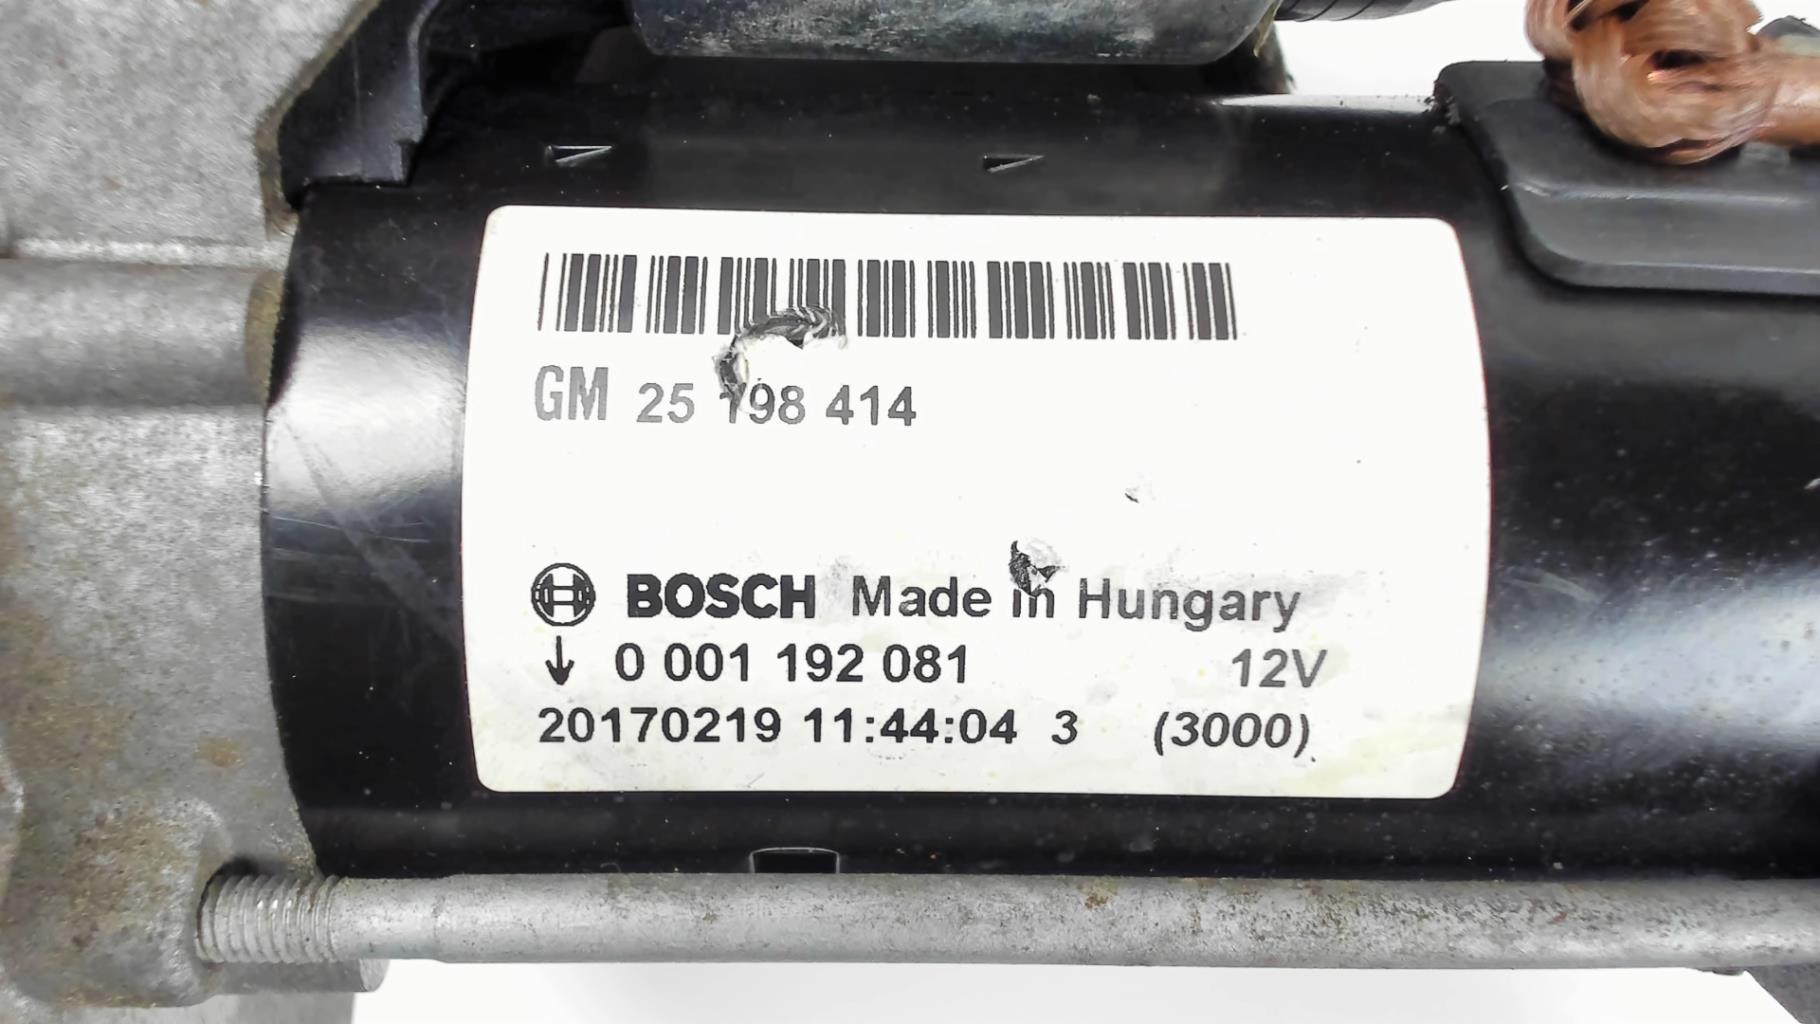 GM 25 198 414
BOSCH Made in Hungary
↓ 0 001 192 081 12V
20170219 11:44:04 3 (3000)